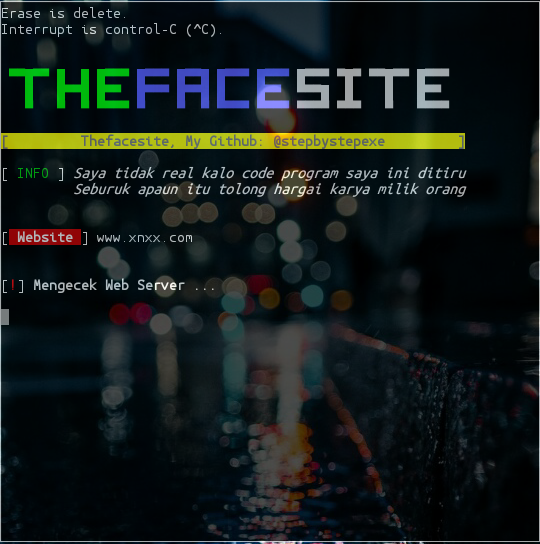 Erase is delete.
Interrupt is control-C (^C).
THEFACESITE
[ Thefacesite, My Github: @stepbystepexe ]
[ INFO ] Saya tidak real kalo code program saya ini ditiru
Seburuk apaun itu tolong hargai karya milik orang
[ Website ] www.xnxx.com
[!] Mengecek Web Server ...